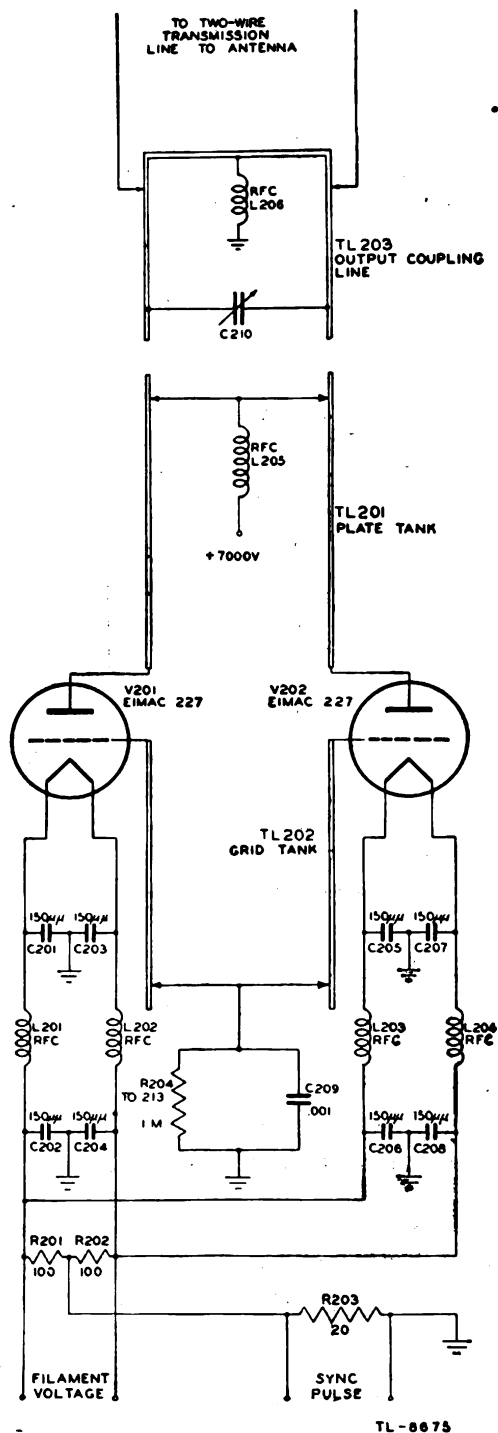 TO TWO-WIRE
TRANSMISSION
LINE TO ANTENNA
RFC
L206
TL203
OUTPUT COUPLING
LINE
C210
RFC
L205
+7000V
TL201
PLATE TANK
V201
EIMAC 227
V202
EIMAC 227
TL202
GRID TANK
150µµ 150µµ
C201 C203
150µµ 150µµ
C205 C207
L201
RFC
L202
RFC
L203
RFC
RFC
R204
TO 213
1 M
C209
.001
150µµ 150µµ
C202 C204
150µµ 150µµ
C206 C208
R201 R202
100 100
R203
20
FILAMENT
VOLTAGE
SYNC
PULSE
TL-8675